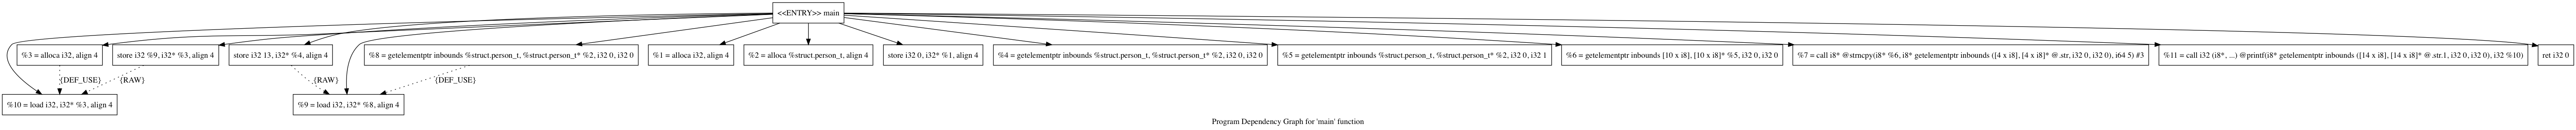 <<ENTRY>> main
%3 = alloca i32, align 4
store i32 %9, i32* %3, align 4
store i32 13, i32* %4, align 4
%8 = getelementptr inbounds %struct.person_t, %struct.person_t* %2, i32 0, i32 0
%1 = alloca i32, align 4
%2 = alloca %struct.person_t, align 4
store i32 0, i32* %1, align 4
%4 = getelementptr inbounds %struct.person_t, %struct.person_t* %2, i32 0, i32 0
%5 = getelementptr inbounds %struct.person_t, %struct.person_t* %2, i32 0, i32 1
%6 = getelementptr inbounds [10 x i8], [10 x i8]* %5, i32 0, i32 0
%7 = call i8* @strncpy(i8* %6, i8* getelementptr inbounds ([4 x i8], [4 x i8]* @.str, i32 0, i32 0), i64 5) #3
%11 = call i32 (i8*, ...) @printf(i8* getelementptr inbounds ([14 x i8], [14 x i8]* @.str.1, i32 0, i32 0), i32 %10)
ret i32 0
{DEF_USE}
{RAW}
{RAW}
{DEF_USE}
%10 = load i32, i32* %3, align 4
%9 = load i32, i32* %8, align 4
Program Dependency Graph for 'main' function